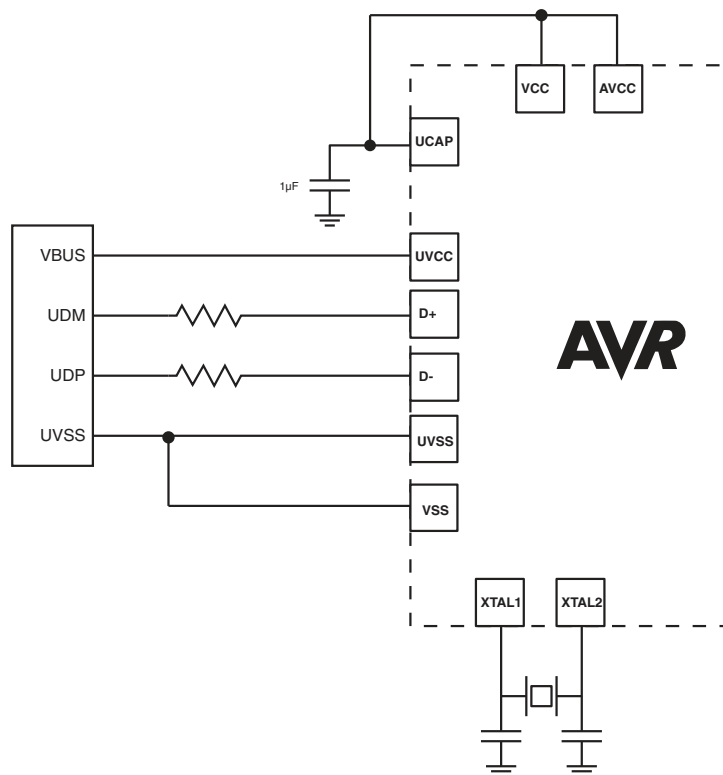 VCC
AVCC
UCAP
1µF
VBUS
UVCC
UDM
D+
AVR
UDP
D-
UVSS
UVSS
VSS
XTAL1
XTAL2